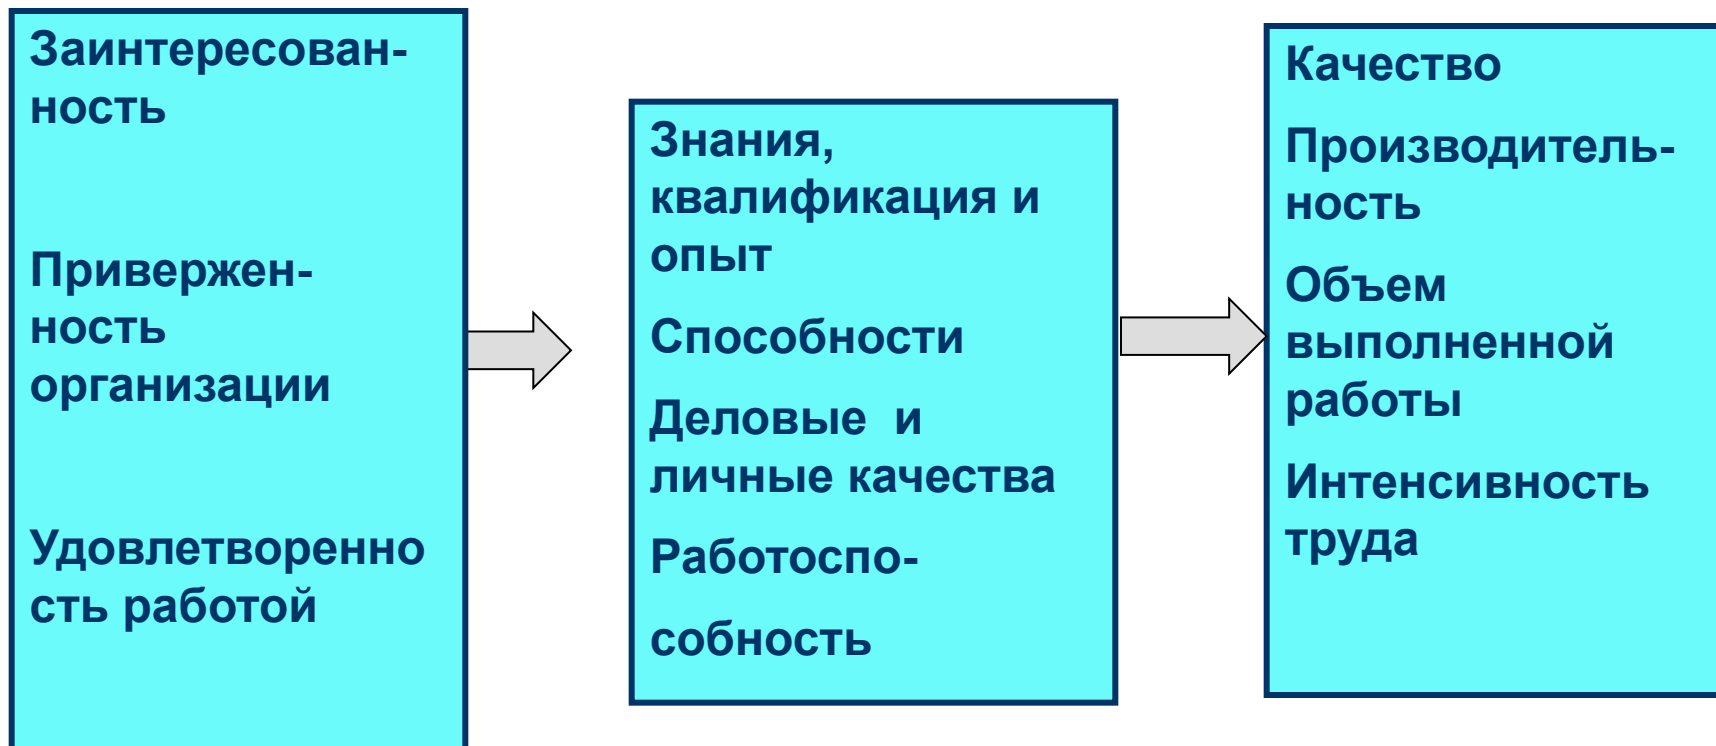 Заинтересован-
ность
Привержен-
ность
организации
Удовлетворенно
сть работой
Знания,
квалификация и
опыт
Способности
Деловые и
личные качества
Работоспо-
собность
Качество
Производитель-
ность
Объем
выполненной
работы
Интенсивность
труда